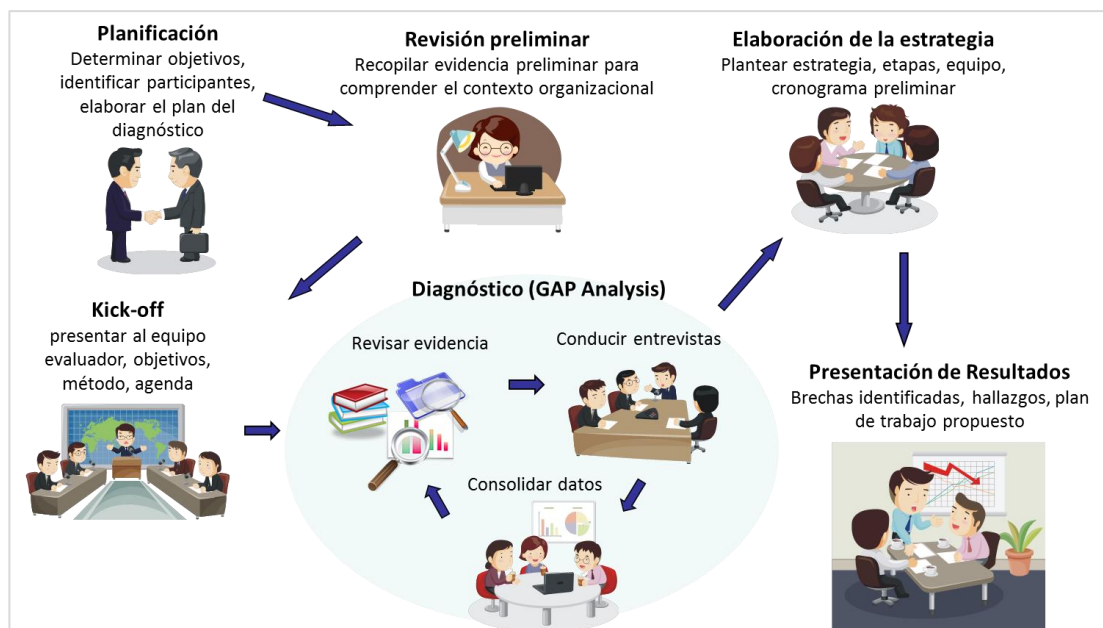 Planificación
Determinar objetivos,
identificar participantes,
elaborar el plan del
diagnóstico
Revisión preliminar
Recopilar evidencia preliminar para
comprender el contexto organizacional
Kick-off
presentar al equipo
evaluador, objetivos,
método, agenda
Diagnóstico (GAP Analysis)
Revisar evidencia
Conducir entrevistas
Consolidar datos
Elaboración de la estrategia
Plantear estrategia, etapas, equipo,
cronograma preliminar
Presentación de Resultados
Brechas identificadas, hallazgos, plan
de trabajo propuesto